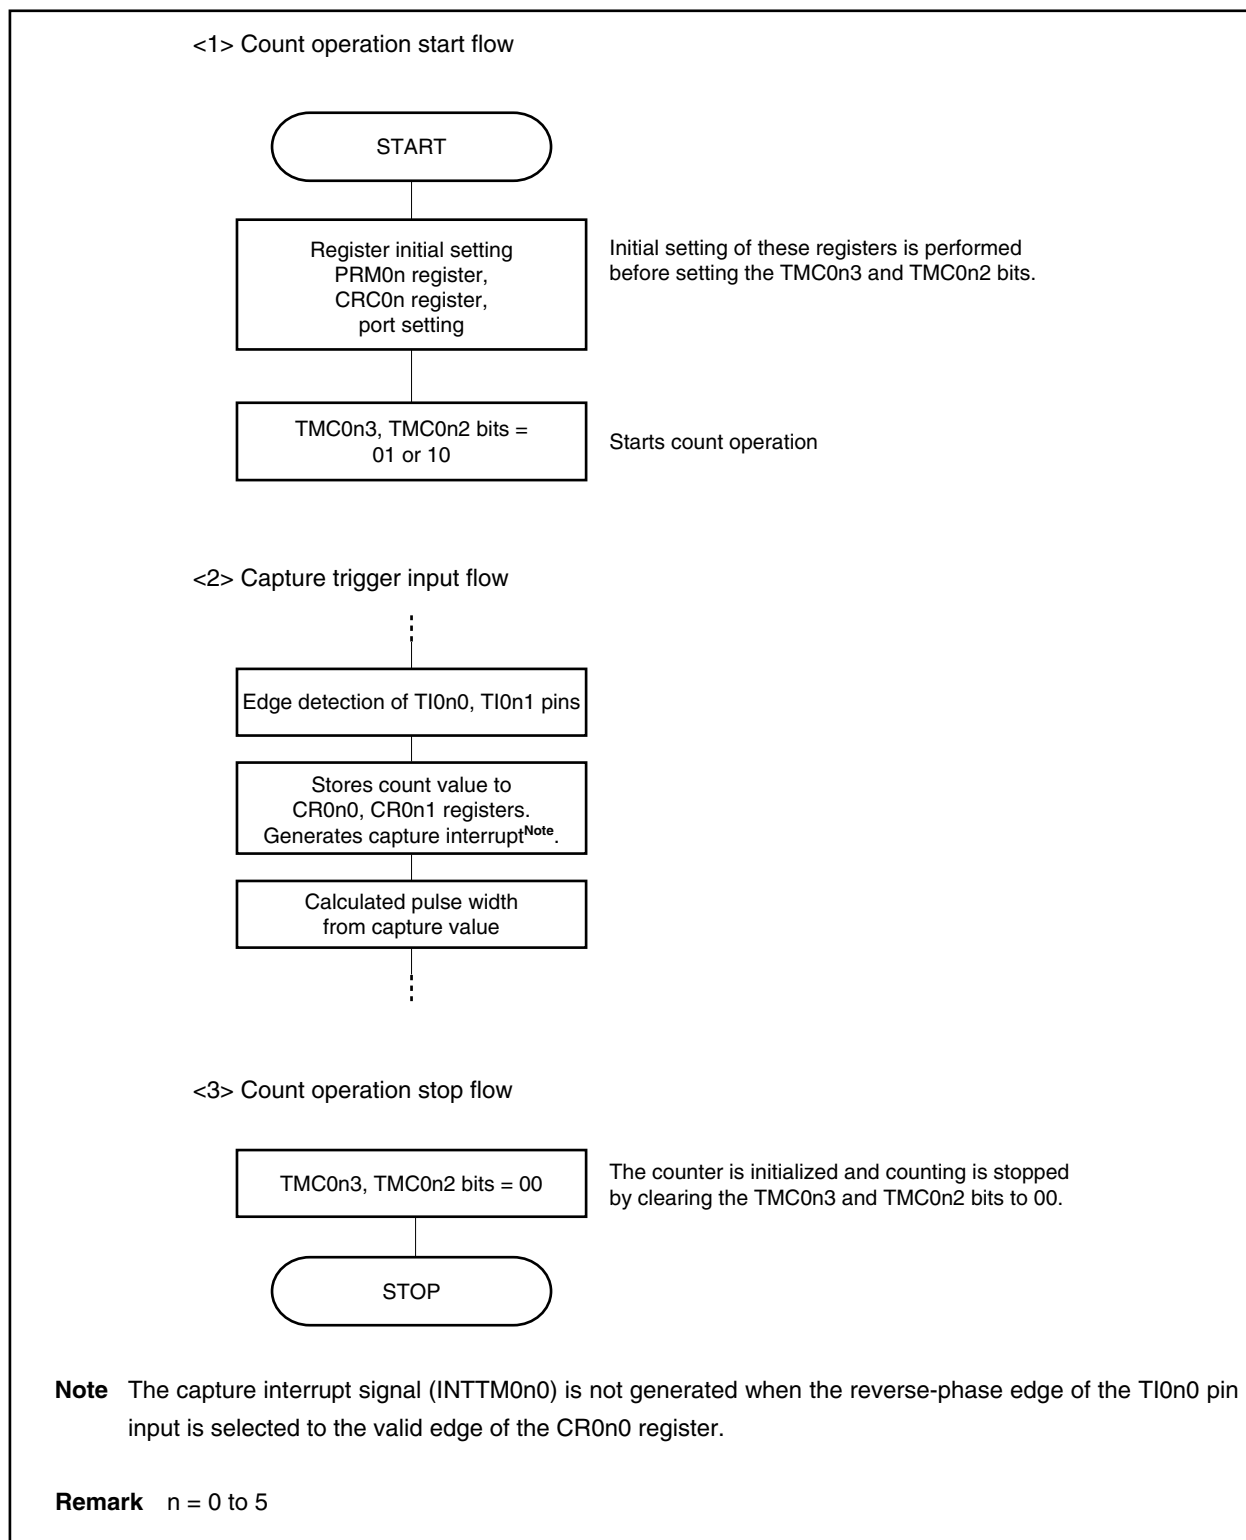 <1> Count operation start flow
START
Register initial setting
PRM0n register,
CRC0n register,
port setting
Initial setting of these registers is performed
before setting the TMC0n3 and TMC0n2 bits.
TMC0n3, TMC0n2 bits =
01 or 10
Starts count operation
<2> Capture trigger input flow
Edge detection of TI0n0, TI0n1 pins
Stores count value to
CR0n0, CR0n1 registers.
Generates capture interruptNote.
Calculated pulse width
from capture value
<3> Count operation stop flow
TMC0n3, TMC0n2 bits = 00
The counter is initialized and counting is stopped
by clearing the TMC0n3 and TMC0n2 bits to 00.
STOP
Note The capture interrupt signal (INTTM0n0) is not generated when the reverse-phase edge of the TI0n0 pin
input is selected to the valid edge of the CR0n0 register.
Remark n = 0 to 5